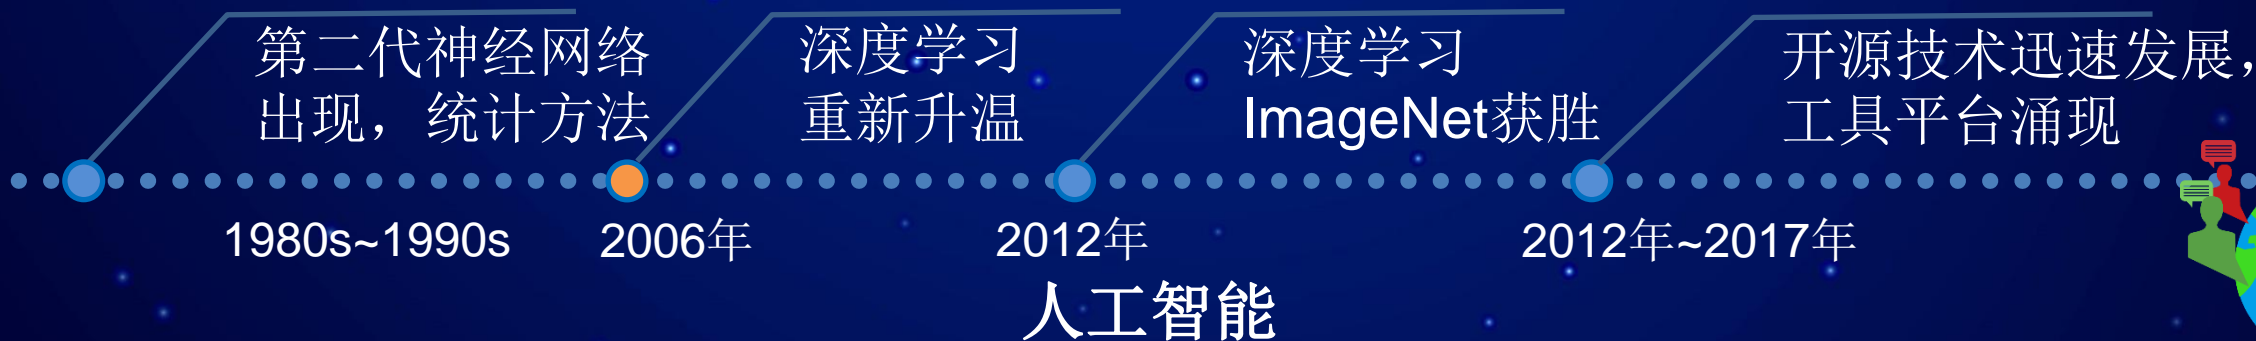 第二代神经网络
出现，统计方法
深度学习
重新升温
深度学习
ImageNet获胜
开源技术迅速发展，
工具平台涌现
1980s~1990s
2006年
2012年
2012年~2017年
人工智能